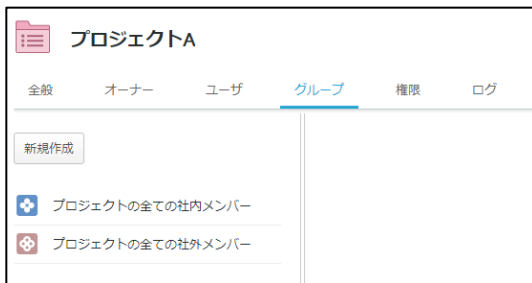 プロジェクトA
全般 オーナー ユーザ グループ 権限 ログ
新規作成
プロジェクトの全ての社内メンバー
プロジェクトの全ての社外メンバー